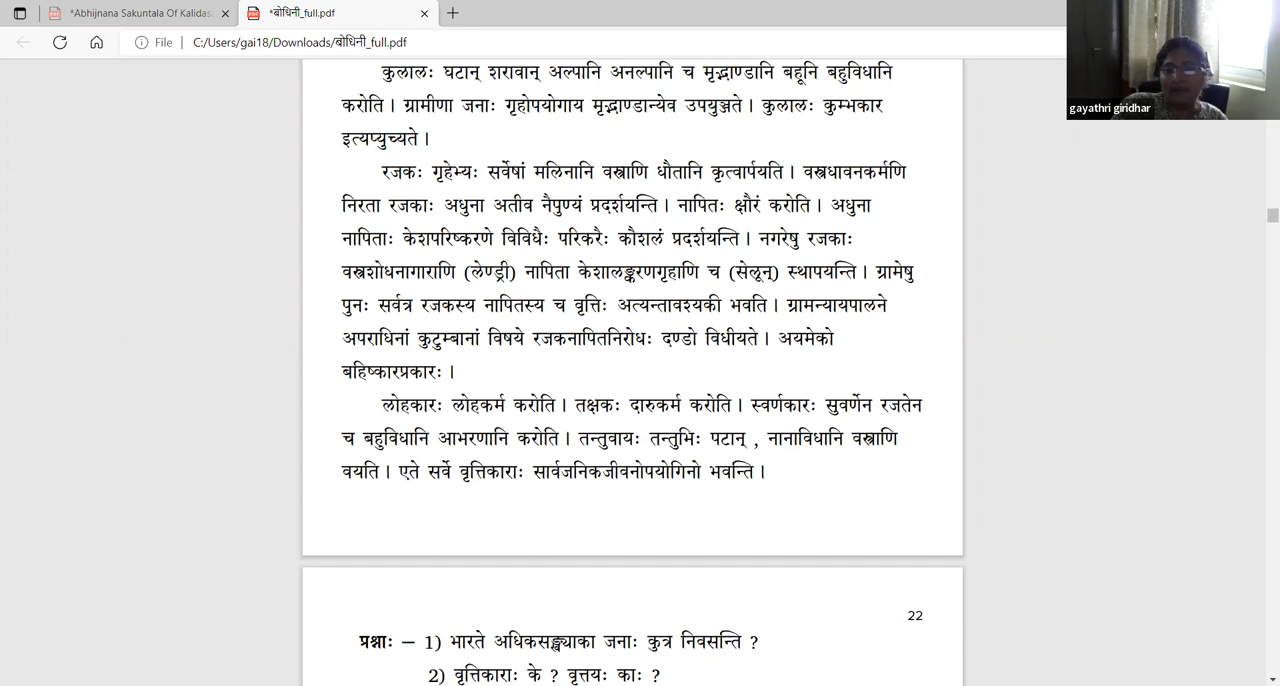 *Abhijnana Sakuntala Of Kalidas
*बोधिनी_full.pdf
File
C:/Users/gai18/Downloads/बोधिनी_full.pdf
gayathri giridhar
कुलालः घटान् शरावान् अल्पानि अनल्पानि च मृद्भाण्डानि बहूनि बहुविधानि
करोति । ग्रामीणा जनाः गृहोपयोगाय मृद्भाण्डान्येव उपयुञ्जते । कुलालः कुम्भकार
इत्यप्युच्यते ।
रजकः गृहेभ्यः सर्वेषां मलिनानि वस्त्राणि धौतानि कृत्वार्पयति । वस्त्रधावनकर्मणि
निरता रजकाः अधुना अतीव नैपुण्यं प्रदर्शयन्ति । नापितः क्षौरं करोति । अधुना
नापिताः केशपरिष्करणे विविधैः परिकरैः कौशलं प्रदर्शयन्ति । नगरेषु रजकाः
वस्त्रशोधनागाराणि (लेण्ड्री) नापिता केशालङ्करणगृहाणि च (सेलून्) स्थापयन्ति । ग्रामेषु
पुनः सर्वत्र रजकस्य नापितस्य च वृत्तिः अत्यन्तावश्यकी भवति । ग्रामन्यायपालने
अपराधिनां कुटुम्बानां विषये रजकनापितनिरोधः दण्डो विधीयते । अयमेको
बहिष्कारप्रकारः ।
लोहकारः लोहकर्म करोति । तक्षकः दारुकर्म करोति । स्वर्णकारः सुवर्णेन रजतेन
च बहुविधानि आभरणानि करोति । तन्तुवायः तन्तुभिः पटान् , नानाविधानि वस्त्राणि
वयति । एते सर्वे वृत्तिकाराः सार्वजनिकजीवनोपयोगिनो भवन्ति ।
22
प्रश्नाः – 1) भारते अधिकसङ्ख्याका जनाः कुत्र निवसन्ति ?
2) वृत्तिकाराः के ? वृत्तयः काः ?